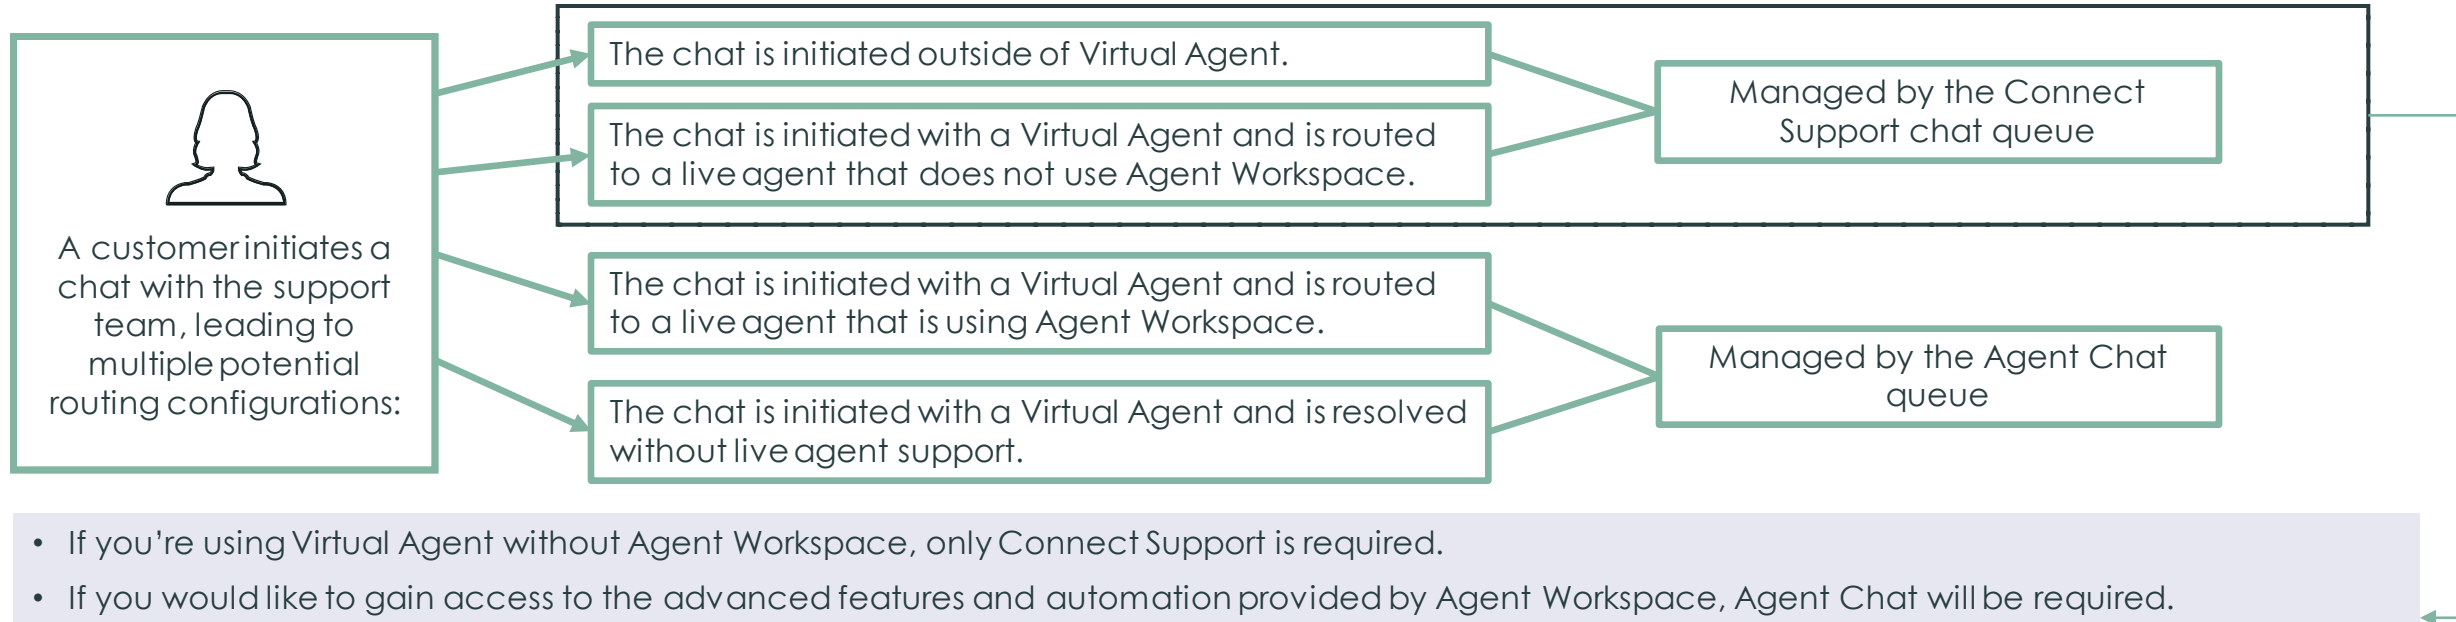 A customer initiates a
chat with the support
team, leading to
multiple potential
routing configurations:
The chat is initiated outside of Virtual Agent.
The chat is initiated with a Virtual Agent and is routed
to a live agent that does not use Agent Workspace.
Managed by the Connect
Support chat queue
The chat is initiated with a Virtual Agent and is routed
to a live agent that is using Agent Workspace.
The chat is initiated with a Virtual Agent and is resolved
without live agent support.
Managed by the Agent Chat
queue
• If you’re using Virtual Agent without Agent Workspace, only Connect Support is required.
• If you would like to gain access to the advanced features and automation provided by Agent Workspace, Agent Chat will be required.